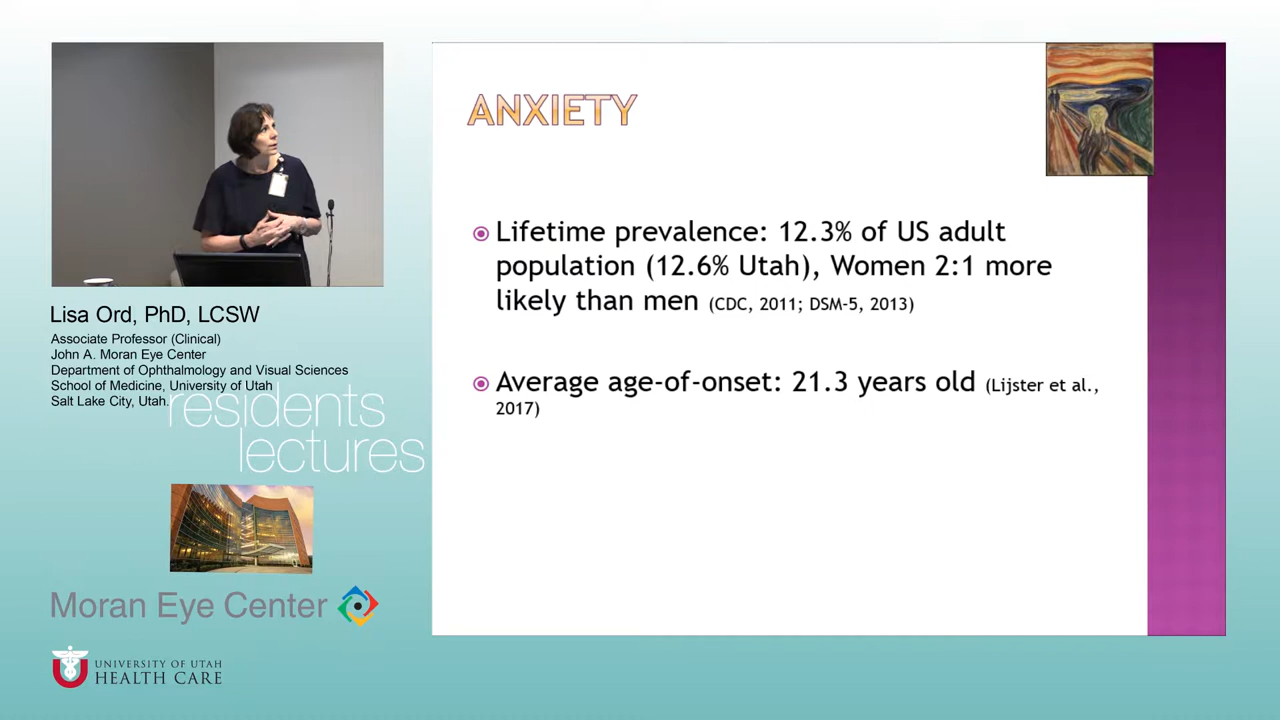 ANXIETY
Lifetime prevalence: 12.3% of US adult
population (12.6% Utah), Women 2:1 more
likely than men (CDC, 2011; DSM-5, 2013)
Average age-of-onset: 21.3 years old (Lijster et al.,
2017)
Lisa Ord, PhD, LCSW
Associate Professor (Clinical)
John A. Moran Eye Center
Department of Ophthalmology and Visual Sciences
School of Medicine, University of Utah
Salt Lake City, Utah.
residents
lectures
Moran Eye Center
UNIVERSITY OF UTAH
HEALTH CARE